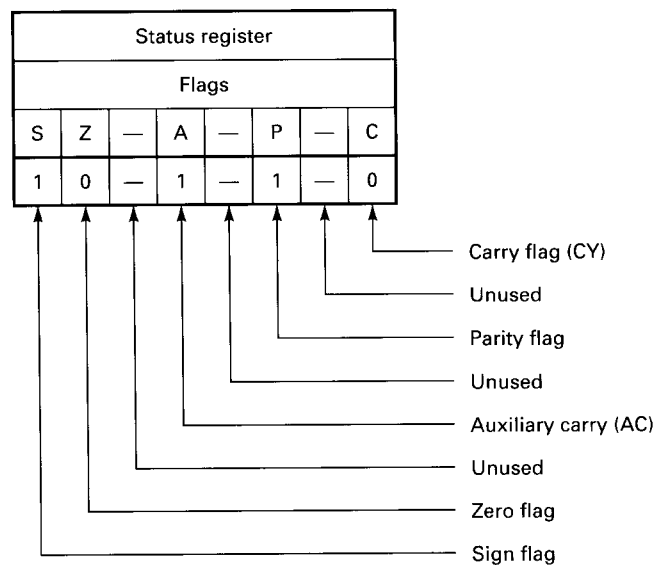 Status register
Flags
S Z — A — P — C
1 0 — 1 — 1 — 0
Carry flag (CY)
Unused
Parity flag
Unused
Auxiliary carry (AC)
Unused
Zero flag
Sign flag